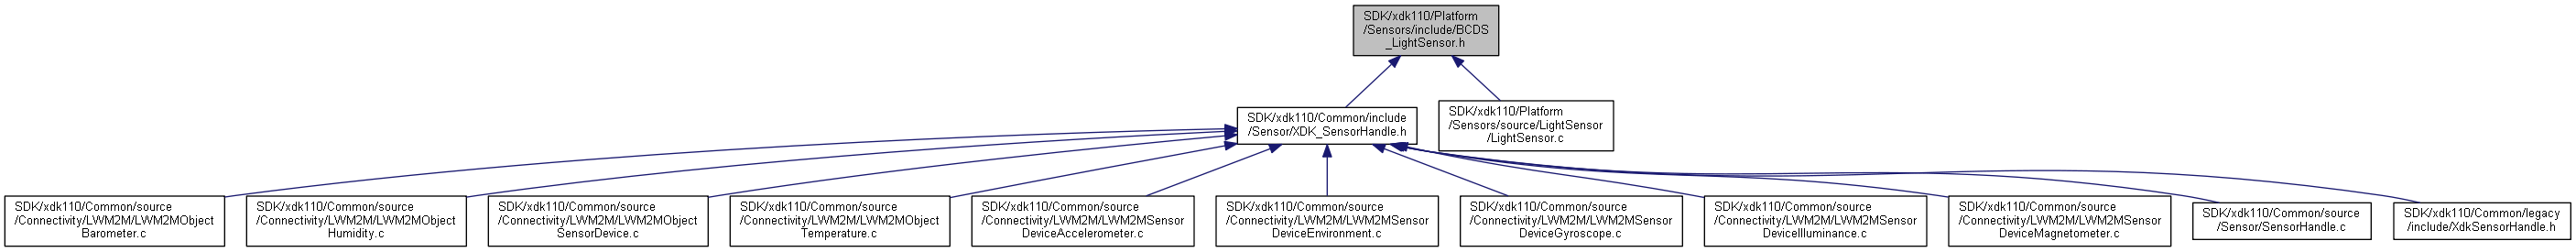 SDK/xdk110/Platform
/Sensors/include/BCDS
_LightSensor.h
SDK/xdk110/Common/include
/Sensor/XDK_SensorHandle.h
SDK/xdk110/Platform
/Sensors/source/LightSensor
/LightSensor.c
SDK/xdk110/Common/source
/Connectivity/LWM2M/LWM2MObject
Barometer.c
SDK/xdk110/Common/source
/Connectivity/LWM2M/LWM2MObject
Humidity.c
SDK/xdk110/Common/source
/Connectivity/LWM2M/LWM2MObject
SensorDevice.c
SDK/xdk110/Common/source
/Connectivity/LWM2M/LWM2MObject
Temperature.c
SDK/xdk110/Common/source
/Connectivity/LWM2M/LWM2MSensor
DeviceAccelerometer.c
SDK/xdk110/Common/source
/Connectivity/LWM2M/LWM2MSensor
DeviceEnvironment.c
SDK/xdk110/Common/source
/Connectivity/LWM2M/LWM2MSensor
DeviceGyroscope.c
SDK/xdk110/Common/source
/Connectivity/LWM2M/LWM2MSensor
DeviceIlluminance.c
SDK/xdk110/Common/source
/Connectivity/LWM2M/LWM2MSensor
DeviceMagnetometer.c
SDK/xdk110/Common/source
/Sensor/SensorHandle.c
SDK/xdk110/Common/legacy
/include/XdkSensorHandle.h